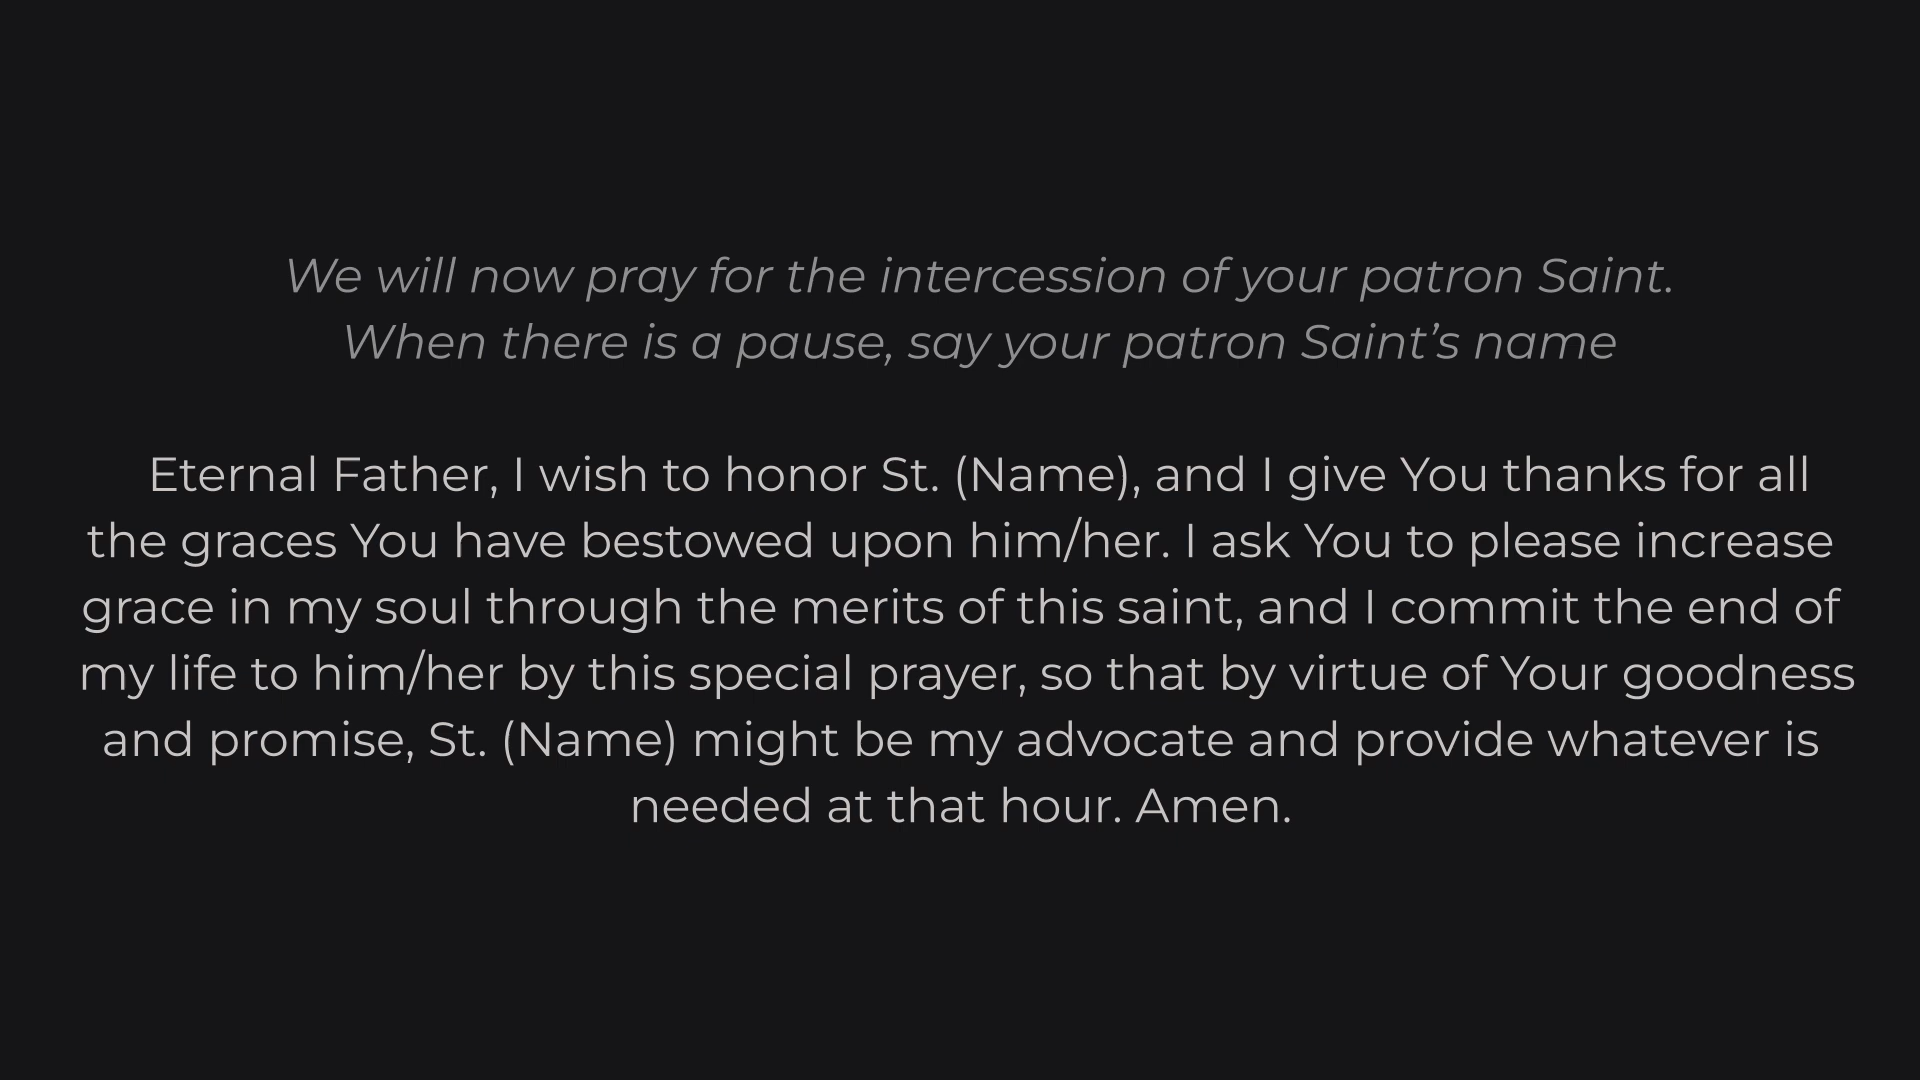 We will now pray for the intercession of your patron Saint.
When there is a pause, say your patron Saint’s name
Eternal Father, I wish to honor St. (Name), and I give You thanks for all
the graces You have bestowed upon him/her. I ask You to please increase
grace in my soul through the merits of this saint, and I commit the end of
my life to him/her by this special prayer, so that by virtue of Your goodness
and promise, St. (Name) might be my advocate and provide whatever is
needed at that hour. Amen.